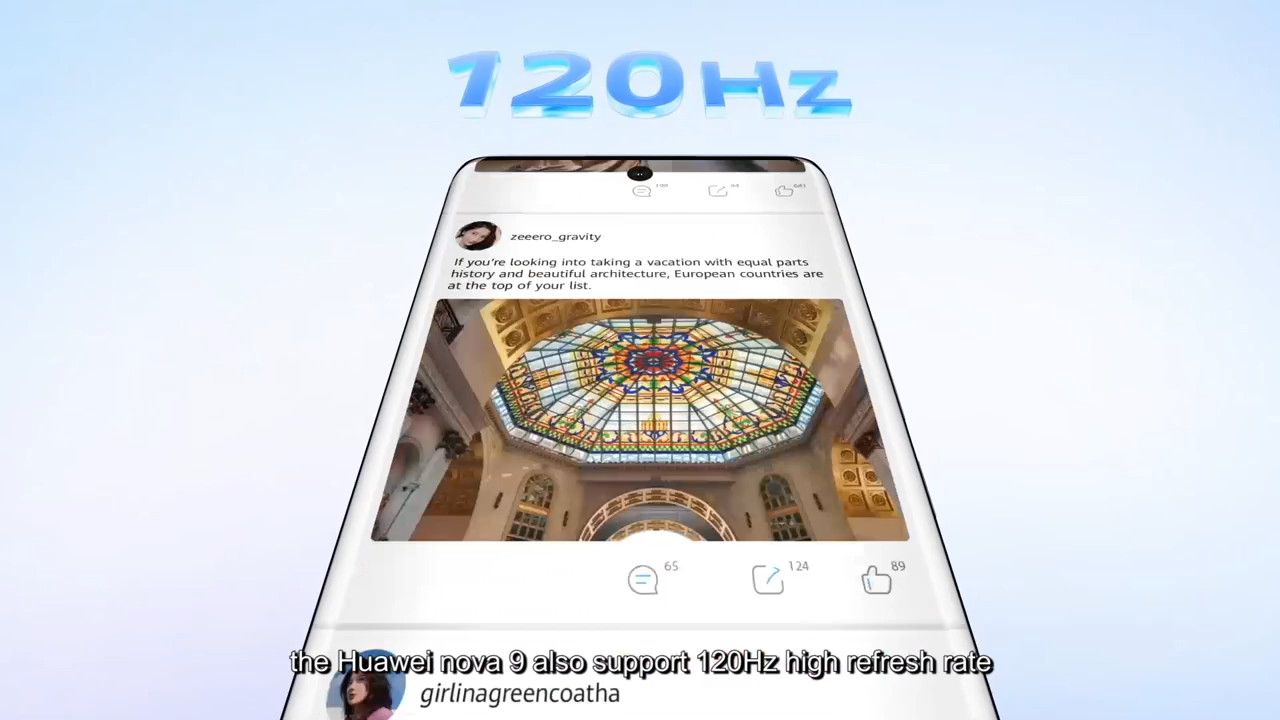 120Hz
zeeero_gravity
If you're looking into taking a vacation with equal parts
history and beautiful architecture, European countries are
at the top of your list.
65
124
89
the Huawei nova 9 also support 120Hz high refresh rate
girlinagreencoatha